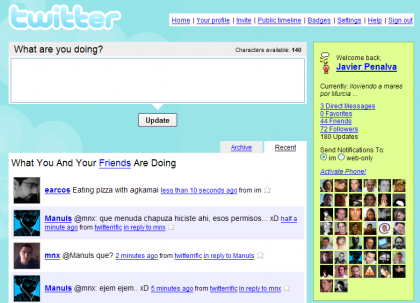 twitter
Home | Your profile | Invite | Public timeline | Badges | Settings | Help | Sign out
What are you doing?
Characters available: 140
Update
Archive
Recent
What You And Your Friends Are Doing
earcos Eating pizza with agkamai less than 10 seconds ago from im
Manuls @mnx: que menuda chapuza hiciste ahi, esos permisos... xD half
a minute ago from twitterrific in reply to mnx
mnx @Manuls que? 2 minutes ago from twitterrific in reply to Manuls
Manuls @mnx: ejem ejem.. xD 5 minutes ago from twitterrific in
reply to mnx
Welcome back,
Javier Penalva
Currently: lloviendo a mares
por Murcia ...
3 Direct Messages
0 Favorites
44 Friends
72 Followers
180 Updates
Send Notifications To:
im web-only
Activate Phone!